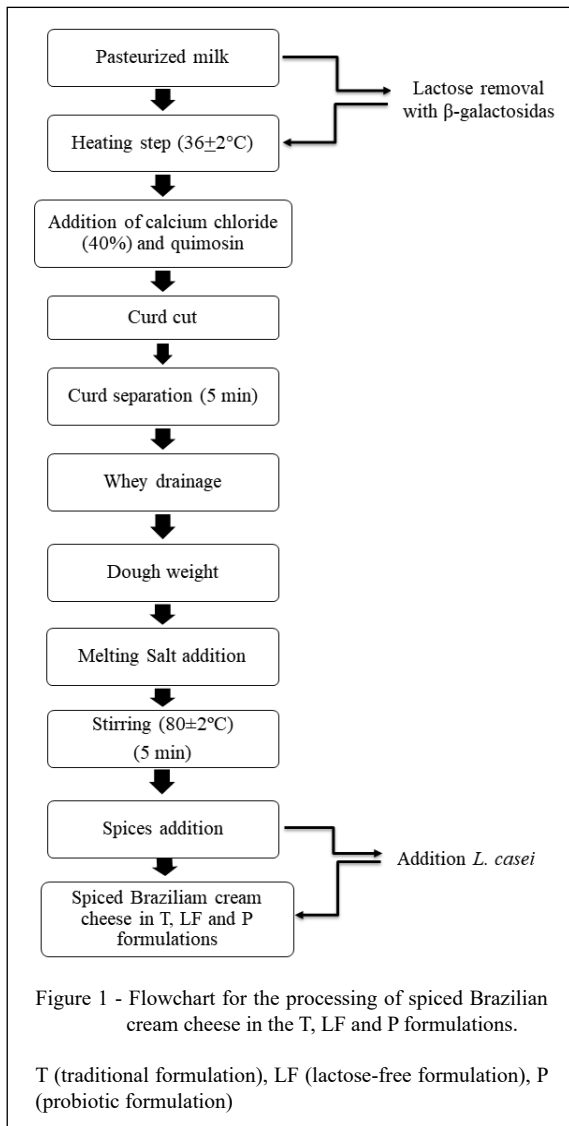 Pasteurized milk
Lactose removal
with β-galactosidas
Heating step (36±2°C)
Addition of calcium chloride
(40%) and quimosin
Curd cut
Curd separation (5 min)
Whey drainage
Dough weight
Melting Salt addition
Stirring (80±2ºC)
(5 min)
Spices addition
Addition L. casei
Spiced Braziliam cream
cheese in T, LF and P
formulations
Figure 1 - Flowchart for the processing of spiced Brazilian
cream cheese in the T, LF and P formulations.
T (traditional formulation), LF (lactose-free formulation), P
(probiotic formulation)